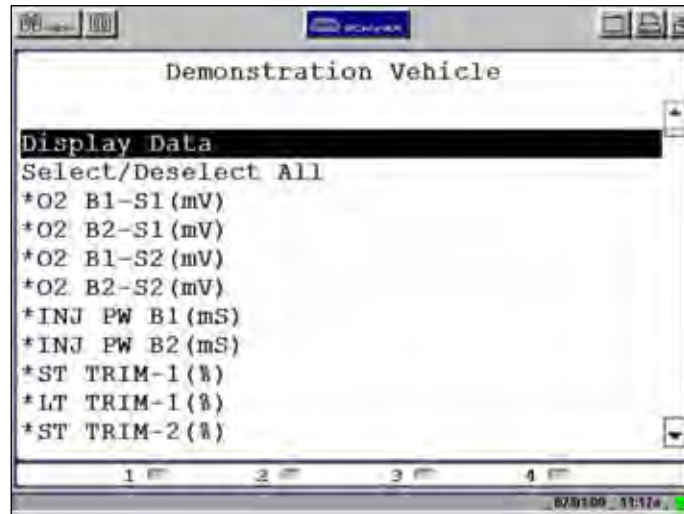 Demonstration Vehicle
Display Data
Select/Deselect All
*O2 B1-S1(mV)
*O2 B2-S1(mV)
*O2 B1-S2(mV)
*O2 B2-S2(mV)
*INJ PW B1(mS)
*INJ PW B2(mS)
*ST TRIM-1(%)
*LT TRIM-1(%)
*ST TRIM-2(%)
1 2 3 4